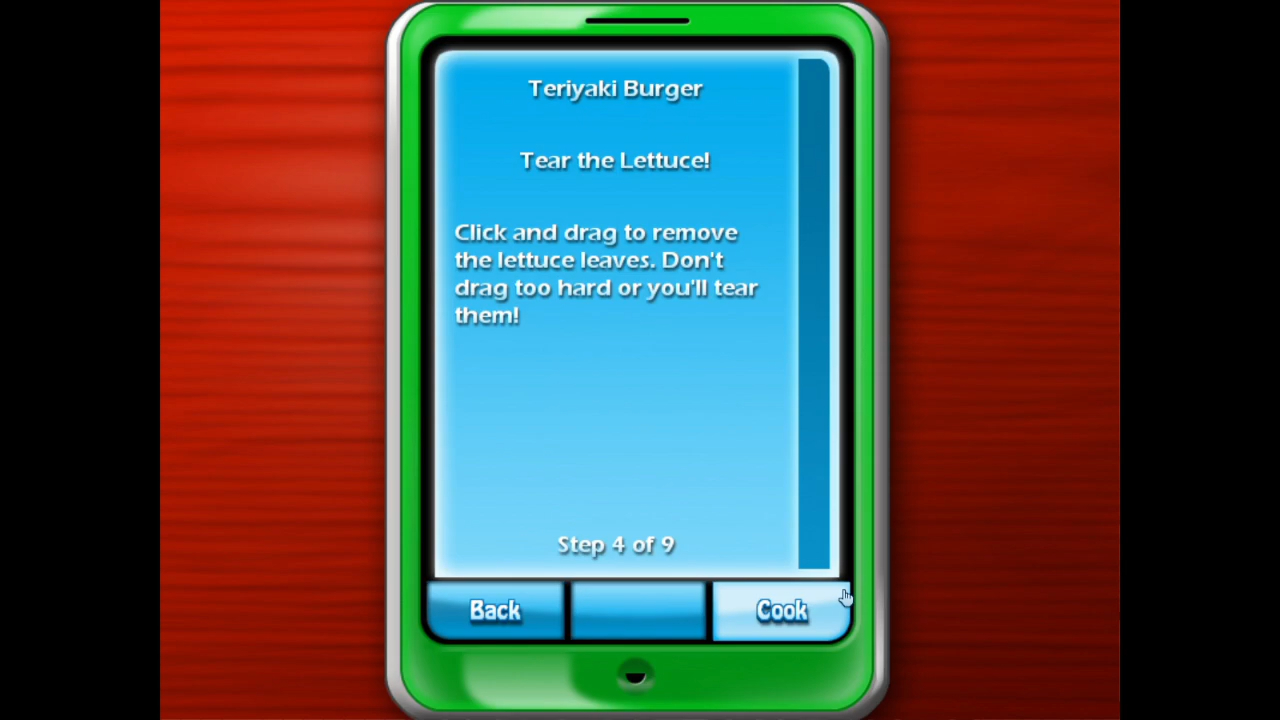 Teriyaki Burger
Tear the Lettuce!
Click and drag to remove
the lettuce leaves. Don't
drag too hard or you'll tear
them!
Step 4 of 9
Back
Cook